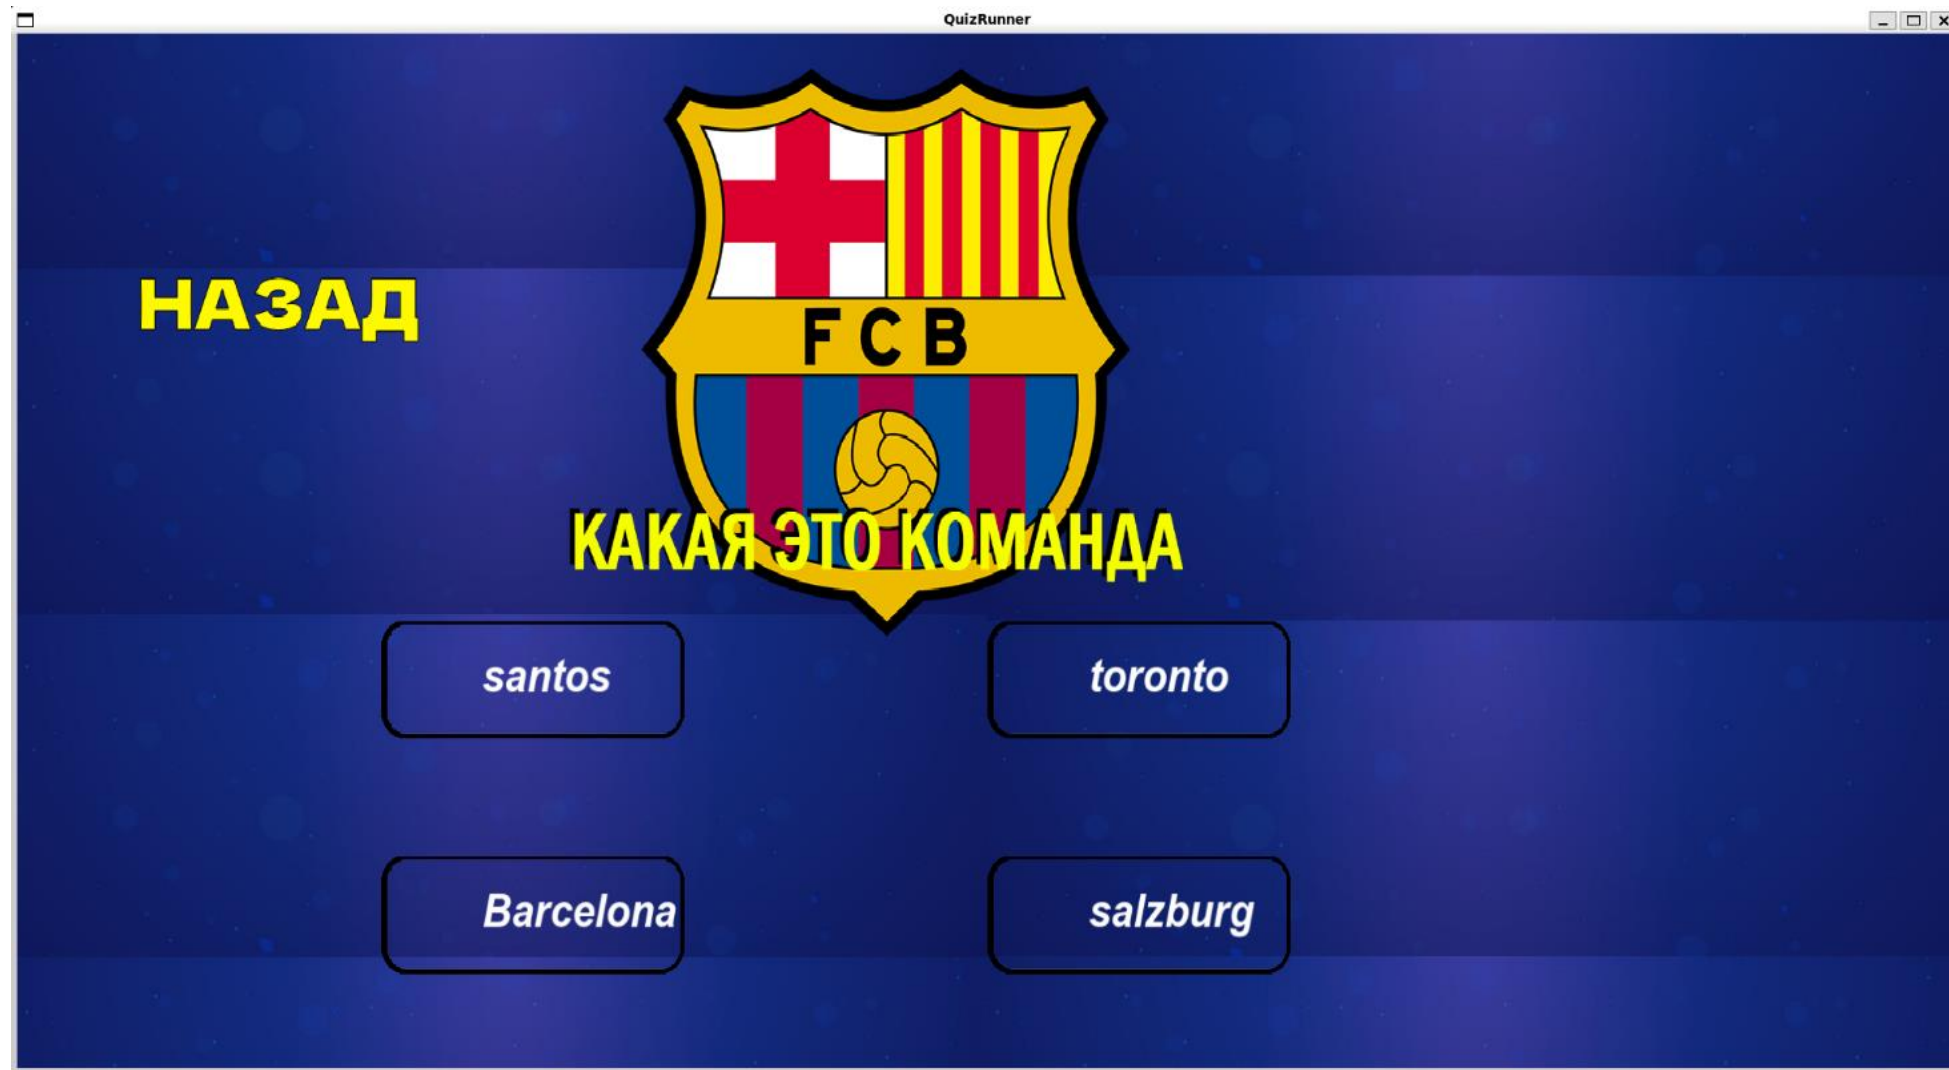 QuizRunner
НАЗАД
FCB
КАКАЯ ЭТО КОМАНДА
santos
toronto
Barcelona
salzburg